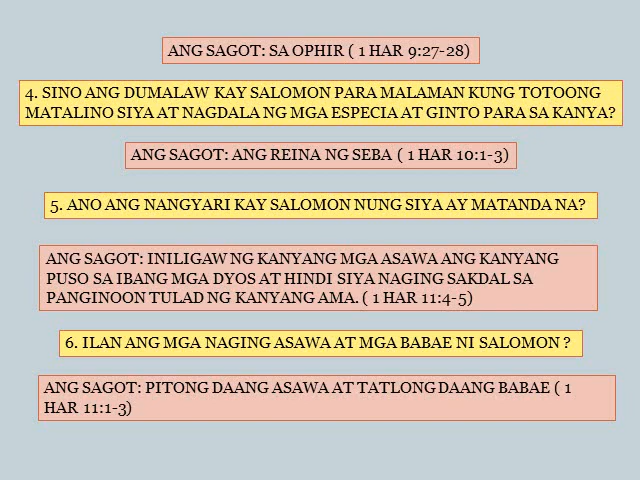 ANG SAGOT: SA OPHIR ( 1 HAR 9:27-28)
4. SINO ANG DUMALAW KAY SALOMON PARA MALAMAN KUNG TOTOONG
MATALINO SIYA AT NAGDALA NG MGA ESPECIA AT GINTO PARA SA KANYA?
ANG SAGOT: ANG REINA NG SEBA ( 1 HAR 10:1-3)
5. ANO ANG NANGYARI KAY SALOMON NUNG SIYA AY MATANDA NA?
ANG SAGOT: INILIGAW NG KANYANG MGA ASAWA ANG KANYANG
PUSO SA IBANG MGA DYOS AT HINDI SIYA NAGING SAKDAL SA
PANGINOON TULAD NG KANYANG AMA. ( 1 HAR 11:4-5)
6. ILAN ANG MGA NAGING ASAWA AT MGA BABAE NI SALOMON ?
ANG SAGOT: PITONG DAANG ASAWA AT TATLONG DAANG BABAE ( 1
HAR 11:1-3)